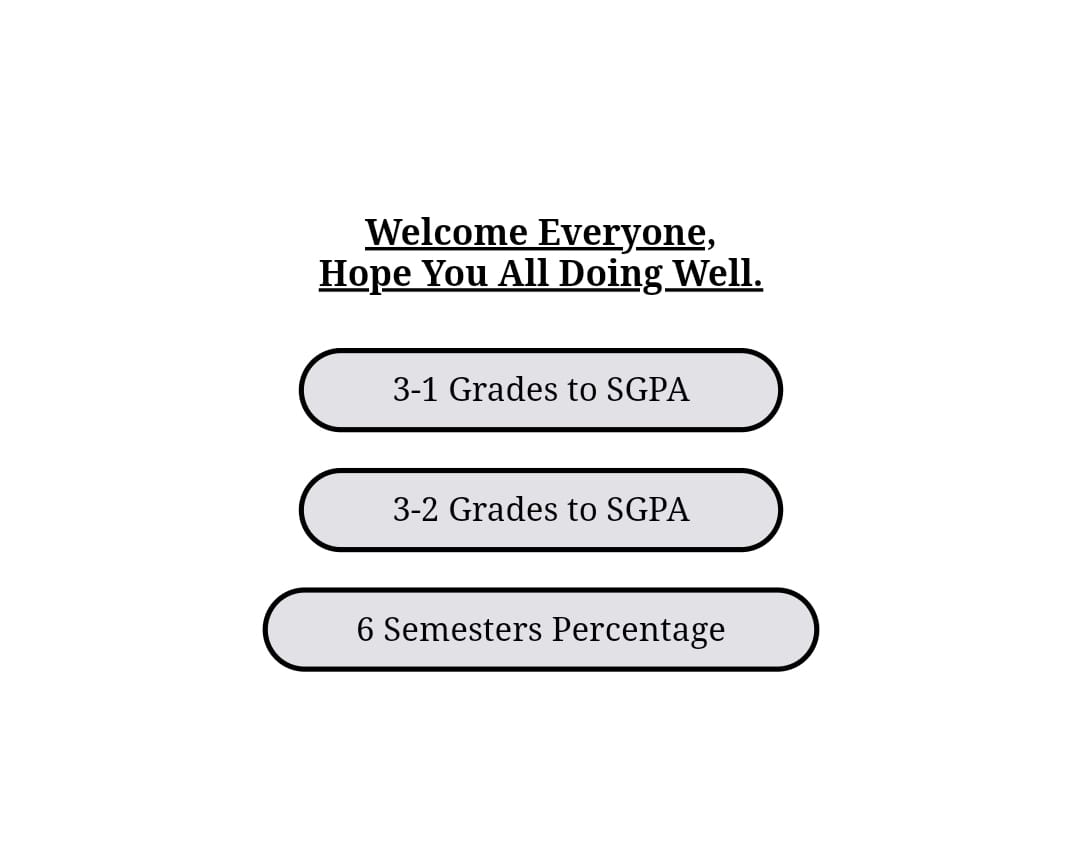 Welcome Everyone,
Hope You All Doing Well.
3-1 Grades to SGPA
3-2 Grades to SGPA
6 Semesters Percentage